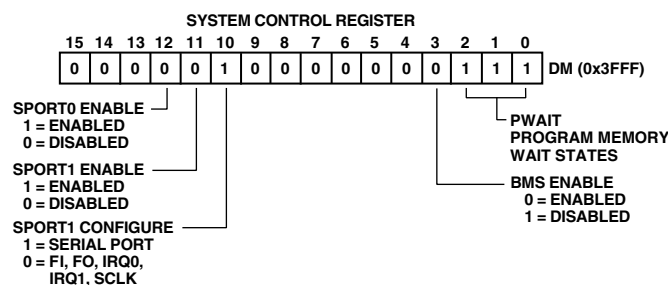 SYSTEM CONTROL REGISTER
15 14 13 12 11 10 9 8 7 6 5 4 3 2 1 0
0 0 0 0 0 1 0 0 0 0 0 0 0 1 1 1 DM (0x3FFF)
SPORT0 ENABLE
1 = ENABLED
0 = DISABLED
SPORT1 ENABLE
1 = ENABLED
0 = DISABLED
SPORT1 CONFIGURE
1 = SERIAL PORT
0 = FI, FO, IRQ0,
IRQ1, SCLK
PWAIT
PROGRAM MEMORY
WAIT STATES
BMS ENABLE
0 = ENABLED
1 = DISABLED